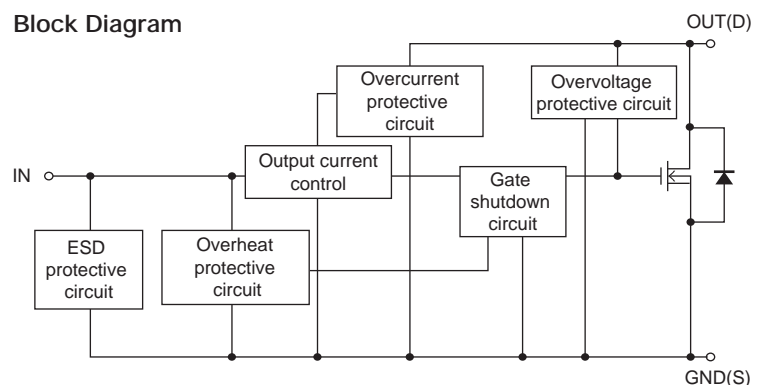 Block Diagram
OUT(D)
Overcurrent
protective
circuit
Overvoltage
protective circuit
IN
Output current
control
Gate
shutdown
circuit
ESD
protective
circuit
Overheat
protective
circuit
GND(S)